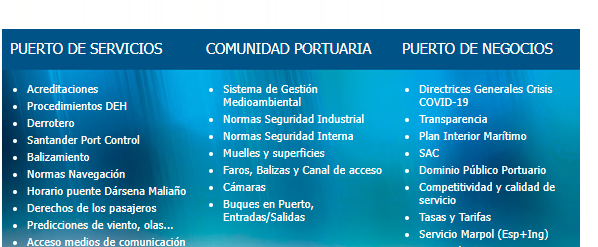 PUERTO DE SERVICIOS
Acreditaciones
Procedimientos DEH
Derrotero
Santander Port Control
Balizamiento
Normas Navegación
Horario puente Dársena Maliaño
Derechos de los pasajeros
Predicciones de viento, olas...
Acceso medios de comunicación
COMUNIDAD PORTUARIA
Sistema de Gestión
Medioambiental
Normas Seguridad Industrial
Normas Seguridad Interna
Muelles y superficies
Faros, Balizas y Canal de acceso
Cámaras
Buques en Puerto,
Entradas/Salidas
PUERTO DE NEGOCIOS
Directrices Generales Crisis
COVID-19
Transparencia
Plan Interior Marítimo
SAC
Dominio Público Portuario
Competitividad y calidad de
servicio
Tasas y Tarifas
Servicio Marpol (Esp+Ing)